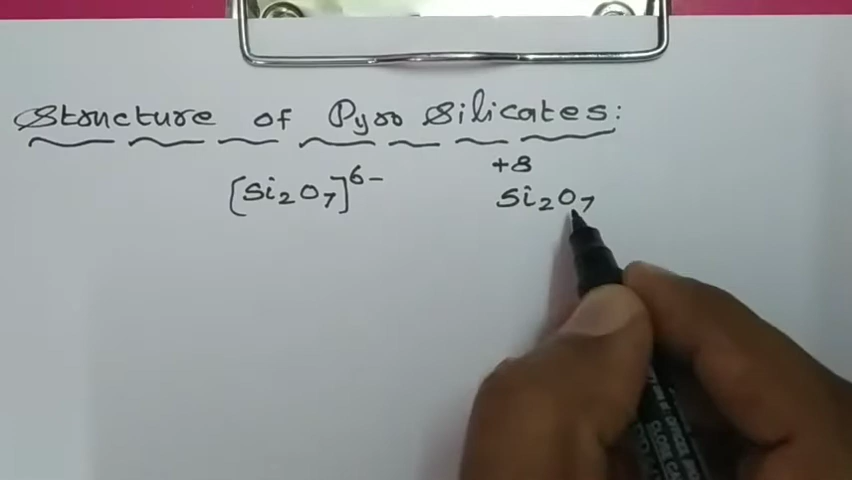 Structure of Pyro Silicates:
[Si₂O₇]⁶⁻
+8
Si₂O₇